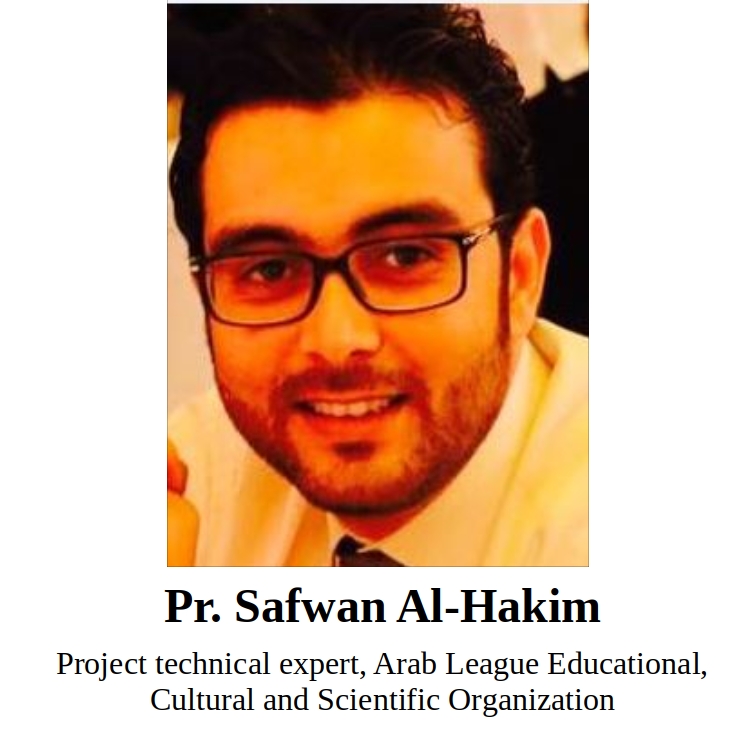 Pr. Safwan Al-Hakim
Project technical expert, Arab League Educational,
Cultural and Scientific Organization